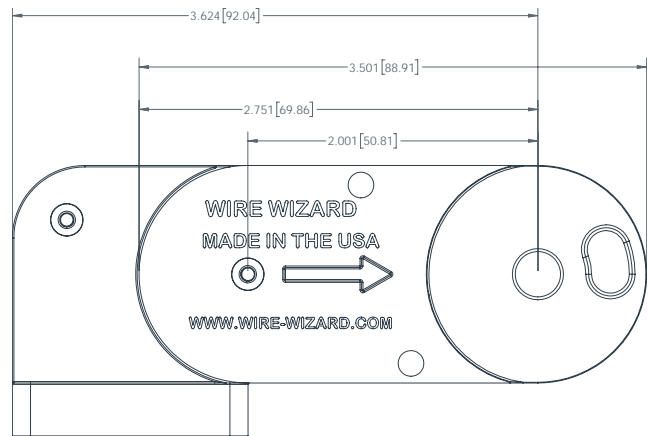 3.624[92.04]
3.501[88.91]
2.751[69.86]
2.001[50.81]
WIRE WIZARD
MADE IN THE USA
WWW.WIRE-WIZARD.COM